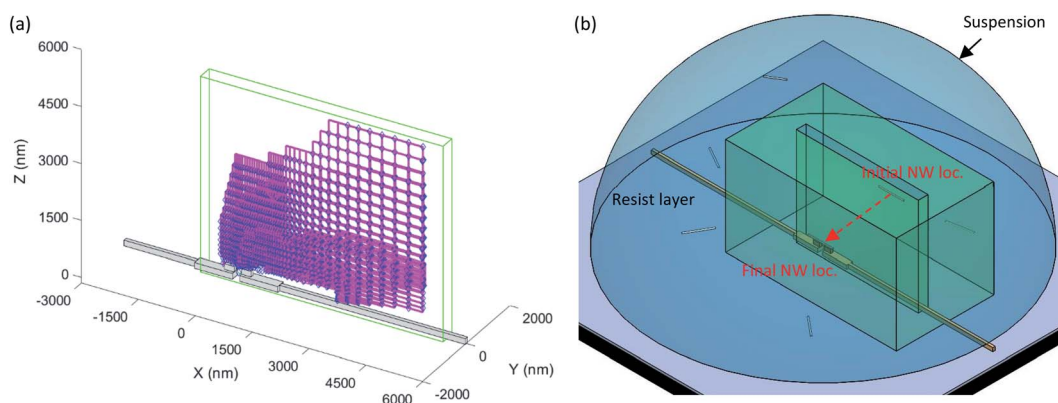 (a)
6000
4500
3000
1500
0
Z (nm)
-3000
-1500
0
1500
3000
4500
6000
X (nm)
2000
0
-2000
Y (nm)
(b)
Suspension
Initial NW loc.
Resist layer
Final NW loc.